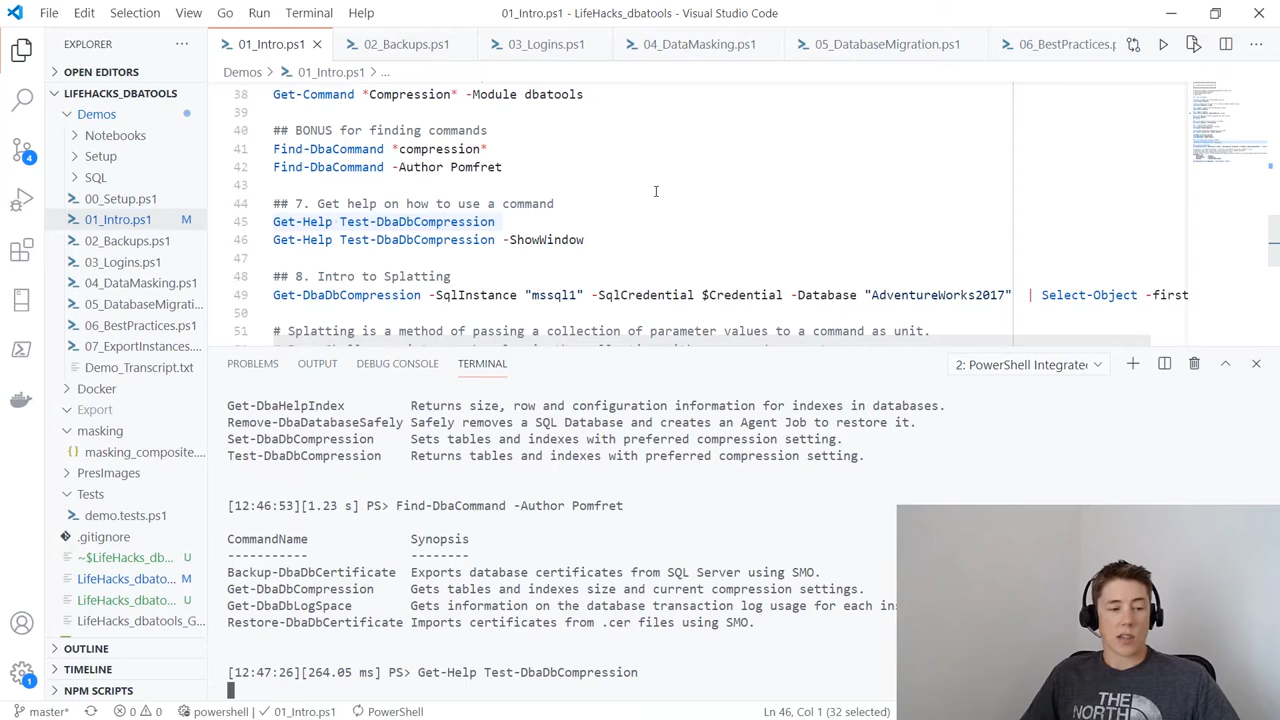 File Edit Selection View Go Run Terminal Help
01_Intro.ps1 - LifeHacks_dbatools - Visual Studio Code
EXPLORER
OPEN EDITORS
LIFEHACKS_DBATOOLS
Demos
Notebooks
Setup
SQL
00_Setup.ps1
01_Intro.ps1 M
02_Backups.ps1
03_Logins.ps1
04_DataMasking.ps1
05_DatabaseMigrati...
06_BestPractices.ps1
07_ExportInstances....
Demo_Transcript.txt
Docker
Export
masking
masking_composite....
PresImages
Tests
demo.tests.ps1
.gitignore
~$LifeHacks_db... U
LifeHacks_dbato... M
LifeHacks_dbato... U
LifeHacks_dbatools_G...
OUTLINE
TIMELINE
NPM SCRIPTS
4
1
01_Intro.ps1 02_Backups.ps1 03_Logins.ps1 04_DataMasking.ps1 05_DatabaseMigration.ps1 06_BestPractices.p
Demos > 01_Intro.ps1 > ...
38 Get-Command *Compression* -Module dbatools
39
40 ## BONUS tip: finding commands
41 Find-DbaCommand *compression*
42 Find-DbaCommand -Author Pomfret
43
44 ## 7. Get help on how to use a command
45 Get-Help Test-DbaDbCompression
46 Get-Help Test-DbaDbCompression -ShowWindow
47
48 ## 8. Intro to Splatting
49 Get-DbaDbCompression -SqlInstance "mssql1" -SqlCredential $Credential -Database "AdventureWorks2017" | Select-Object -first
50
51 # Splatting is a method of passing a collection of parameter values to a command as unit.
PROBLEMS OUTPUT DEBUG CONSOLE TERMINAL
2: PowerShell Integrate
Get-DbaHelpIndex Returns size, row and configuration information for indexes in databases.
Remove-DbaDatabaseSafely Safely removes a SQL Database and creates an Agent Job to restore it.
Set-DbaDbCompression Sets tables and indexes with preferred compression setting.
Test-DbaDbCompression Returns tables and indexes with preferred compression setting.
[12:46:53][1.23 s] PS> Find-DbaCommand -Author Pomfret
CommandName Synopsis
----------- --------
Backup-DbaDbCertificate Exports database certificates from SQL Server using SMO.
Get-DbaDbCompression Gets tables and indexes size and current compression settings.
Get-DbaDbLogSpace Gets information on the database transaction log usage for each ins
Restore-DbaDbCertificate Imports certificates from .cer files using SMO.
[12:47:26][264.05 ms] PS> Get-Help Test-DbaDbCompression
THE
NORTH
master* 0 0 powershell 01_Intro.ps1 PowerShe
Ln 46, Col 1 (32 selected)